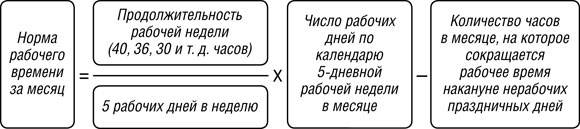 Норма
рабочего
времени
за месяц
=
Продолжительность
рабочей недели
(40, 36, 30 и т. д. часов)
5 рабочих дней в неделю
x
Число рабочих
дней по
календарю
5-дневной
рабочей недели
в месяце
–
Количество часов
в месяце, на которое
сокращается
рабочее время
накануне нерабочих
праздничных дней